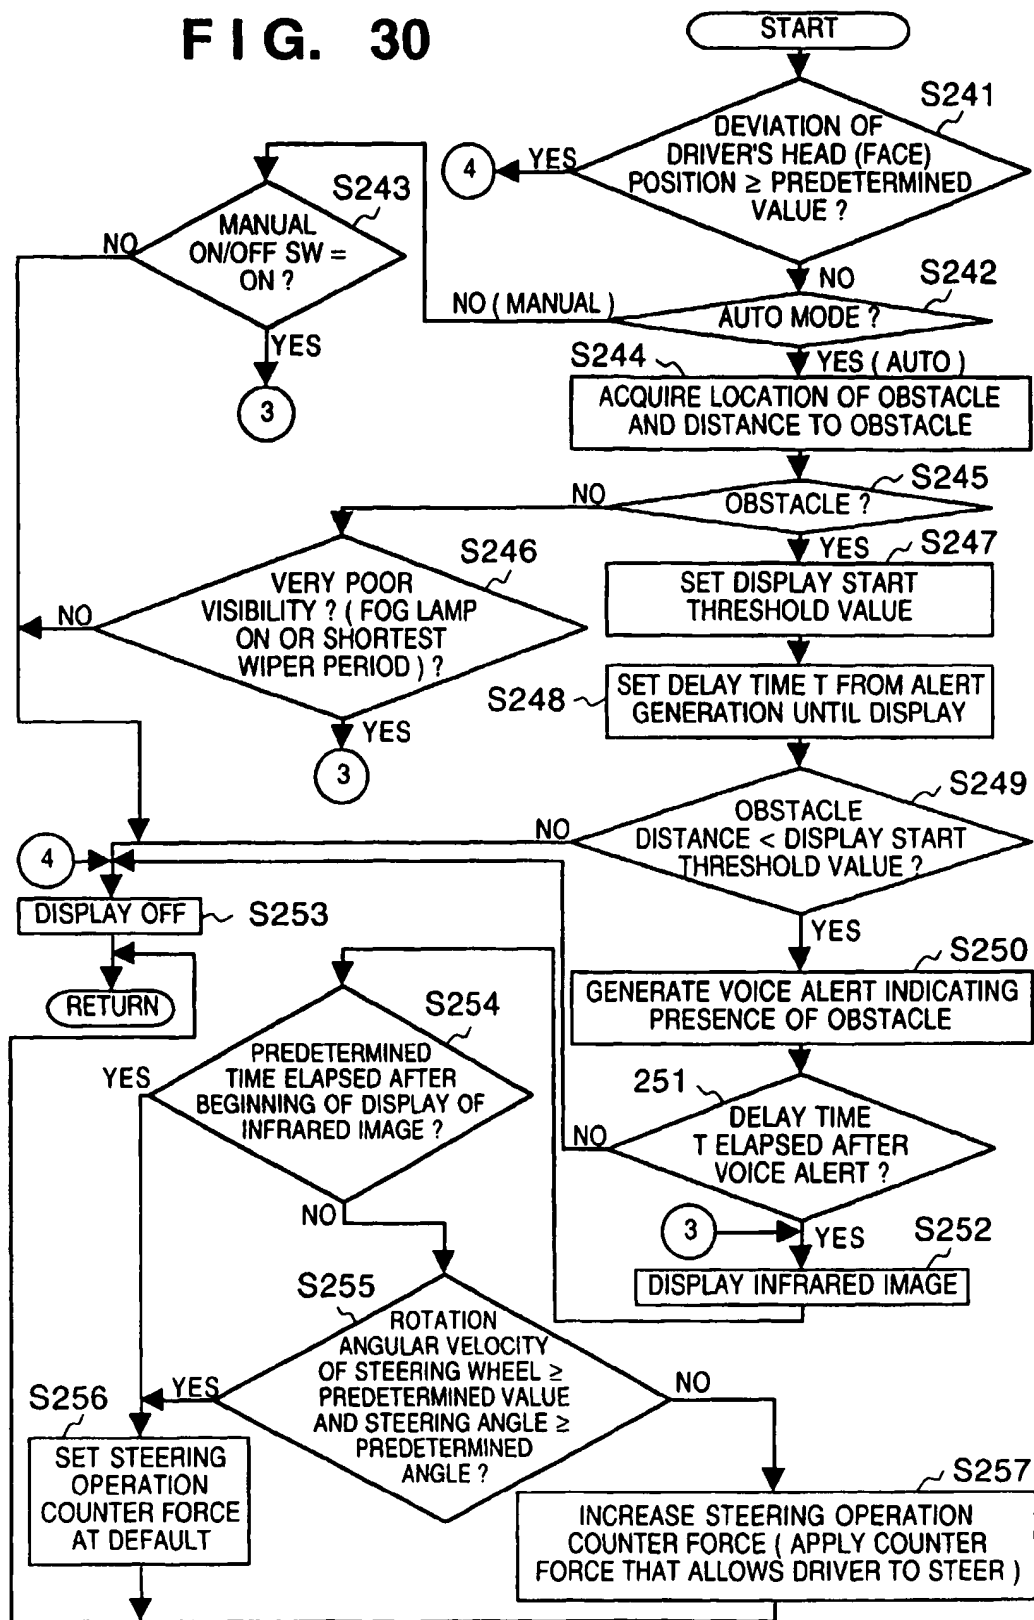 FIG. 30
START
S241
DEVIATION OF
DRIVER'S HEAD (FACE)
POSITION ≥ PREDETERMINED
VALUE ?
YES
4
NO
S242
AUTO MODE ?
NO ( MANUAL )
YES ( AUTO )
S243
MANUAL
ON/OFF SW =
ON ?
NO
YES
3
S244
ACQUIRE LOCATION OF OBSTACLE
AND DISTANCE TO OBSTACLE
S245
OBSTACLE ?
NO
YES
S246
VERY POOR
VISIBILITY ? ( FOG LAMP
ON OR SHORTEST
WIPER PERIOD ) ?
NO
YES
3
S247
SET DISPLAY START
THRESHOLD VALUE
S248
SET DELAY TIME T FROM ALERT
GENERATION UNTIL DISPLAY
S249
OBSTACLE
DISTANCE < DISPLAY START
THRESHOLD VALUE ?
NO
YES
4
DISPLAY OFF
S253
RETURN
S250
GENERATE VOICE ALERT INDICATING
PRESENCE OF OBSTACLE
251
DELAY TIME
T ELAPSED AFTER
VOICE ALERT ?
NO
YES
3
S252
DISPLAY INFRARED IMAGE
S254
PREDETERMINED
TIME ELAPSED AFTER
BEGINNING OF DISPLAY OF
INFRARED IMAGE ?
YES
NO
S255
ROTATION
ANGULAR VELOCITY
OF STEERING WHEEL ≥
PREDETERMINED VALUE
AND STEERING ANGLE ≥
PREDETERMINED
ANGLE ?
YES
NO
S256
SET STEERING
OPERATION
COUNTER FORCE
AT DEFAULT
S257
INCREASE STEERING OPERATION
COUNTER FORCE ( APPLY COUNTER
FORCE THAT ALLOWS DRIVER TO STEER )